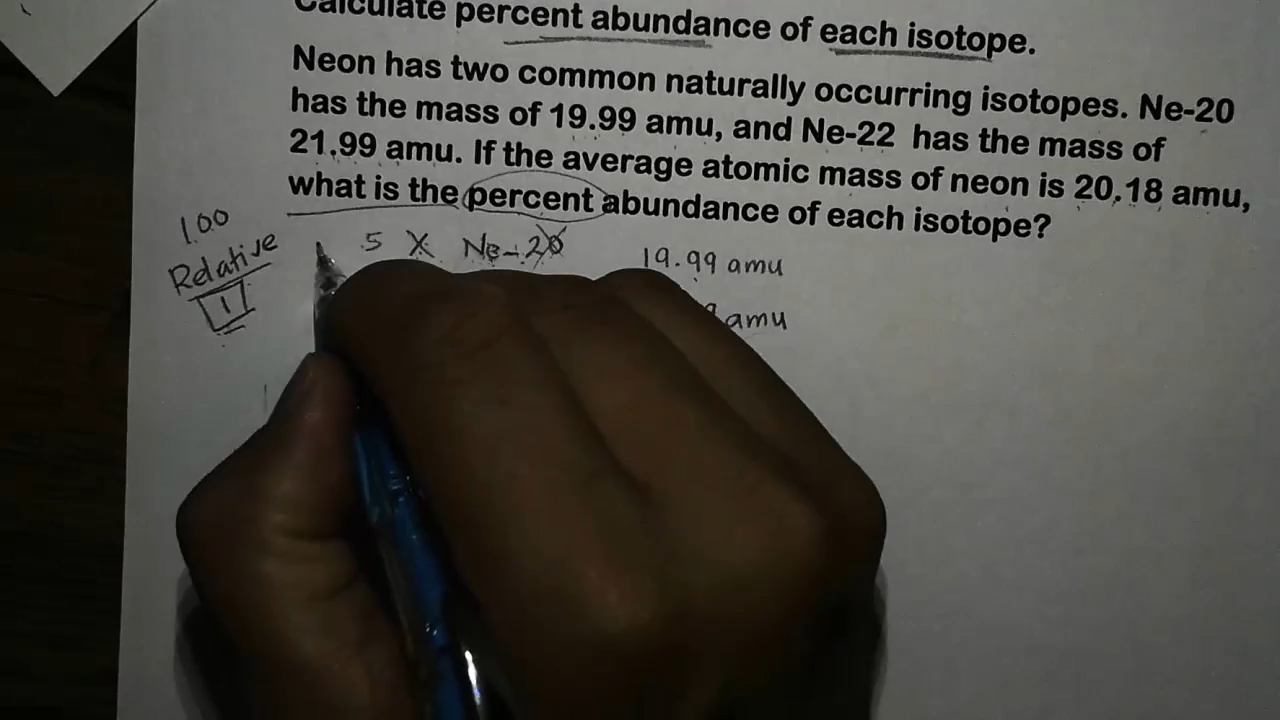 Calculate percent abundance of each isotope.
Neon has two common naturally occurring isotopes. Ne-20
has the mass of 19.99 amu, and Ne-22 has the mass of
21.99 amu. If the average atomic mass of neon is 20.18 amu,
what is the percent abundance of each isotope?
100
Relative
1
.5 X Ne-20 19.99 amu
9 amu